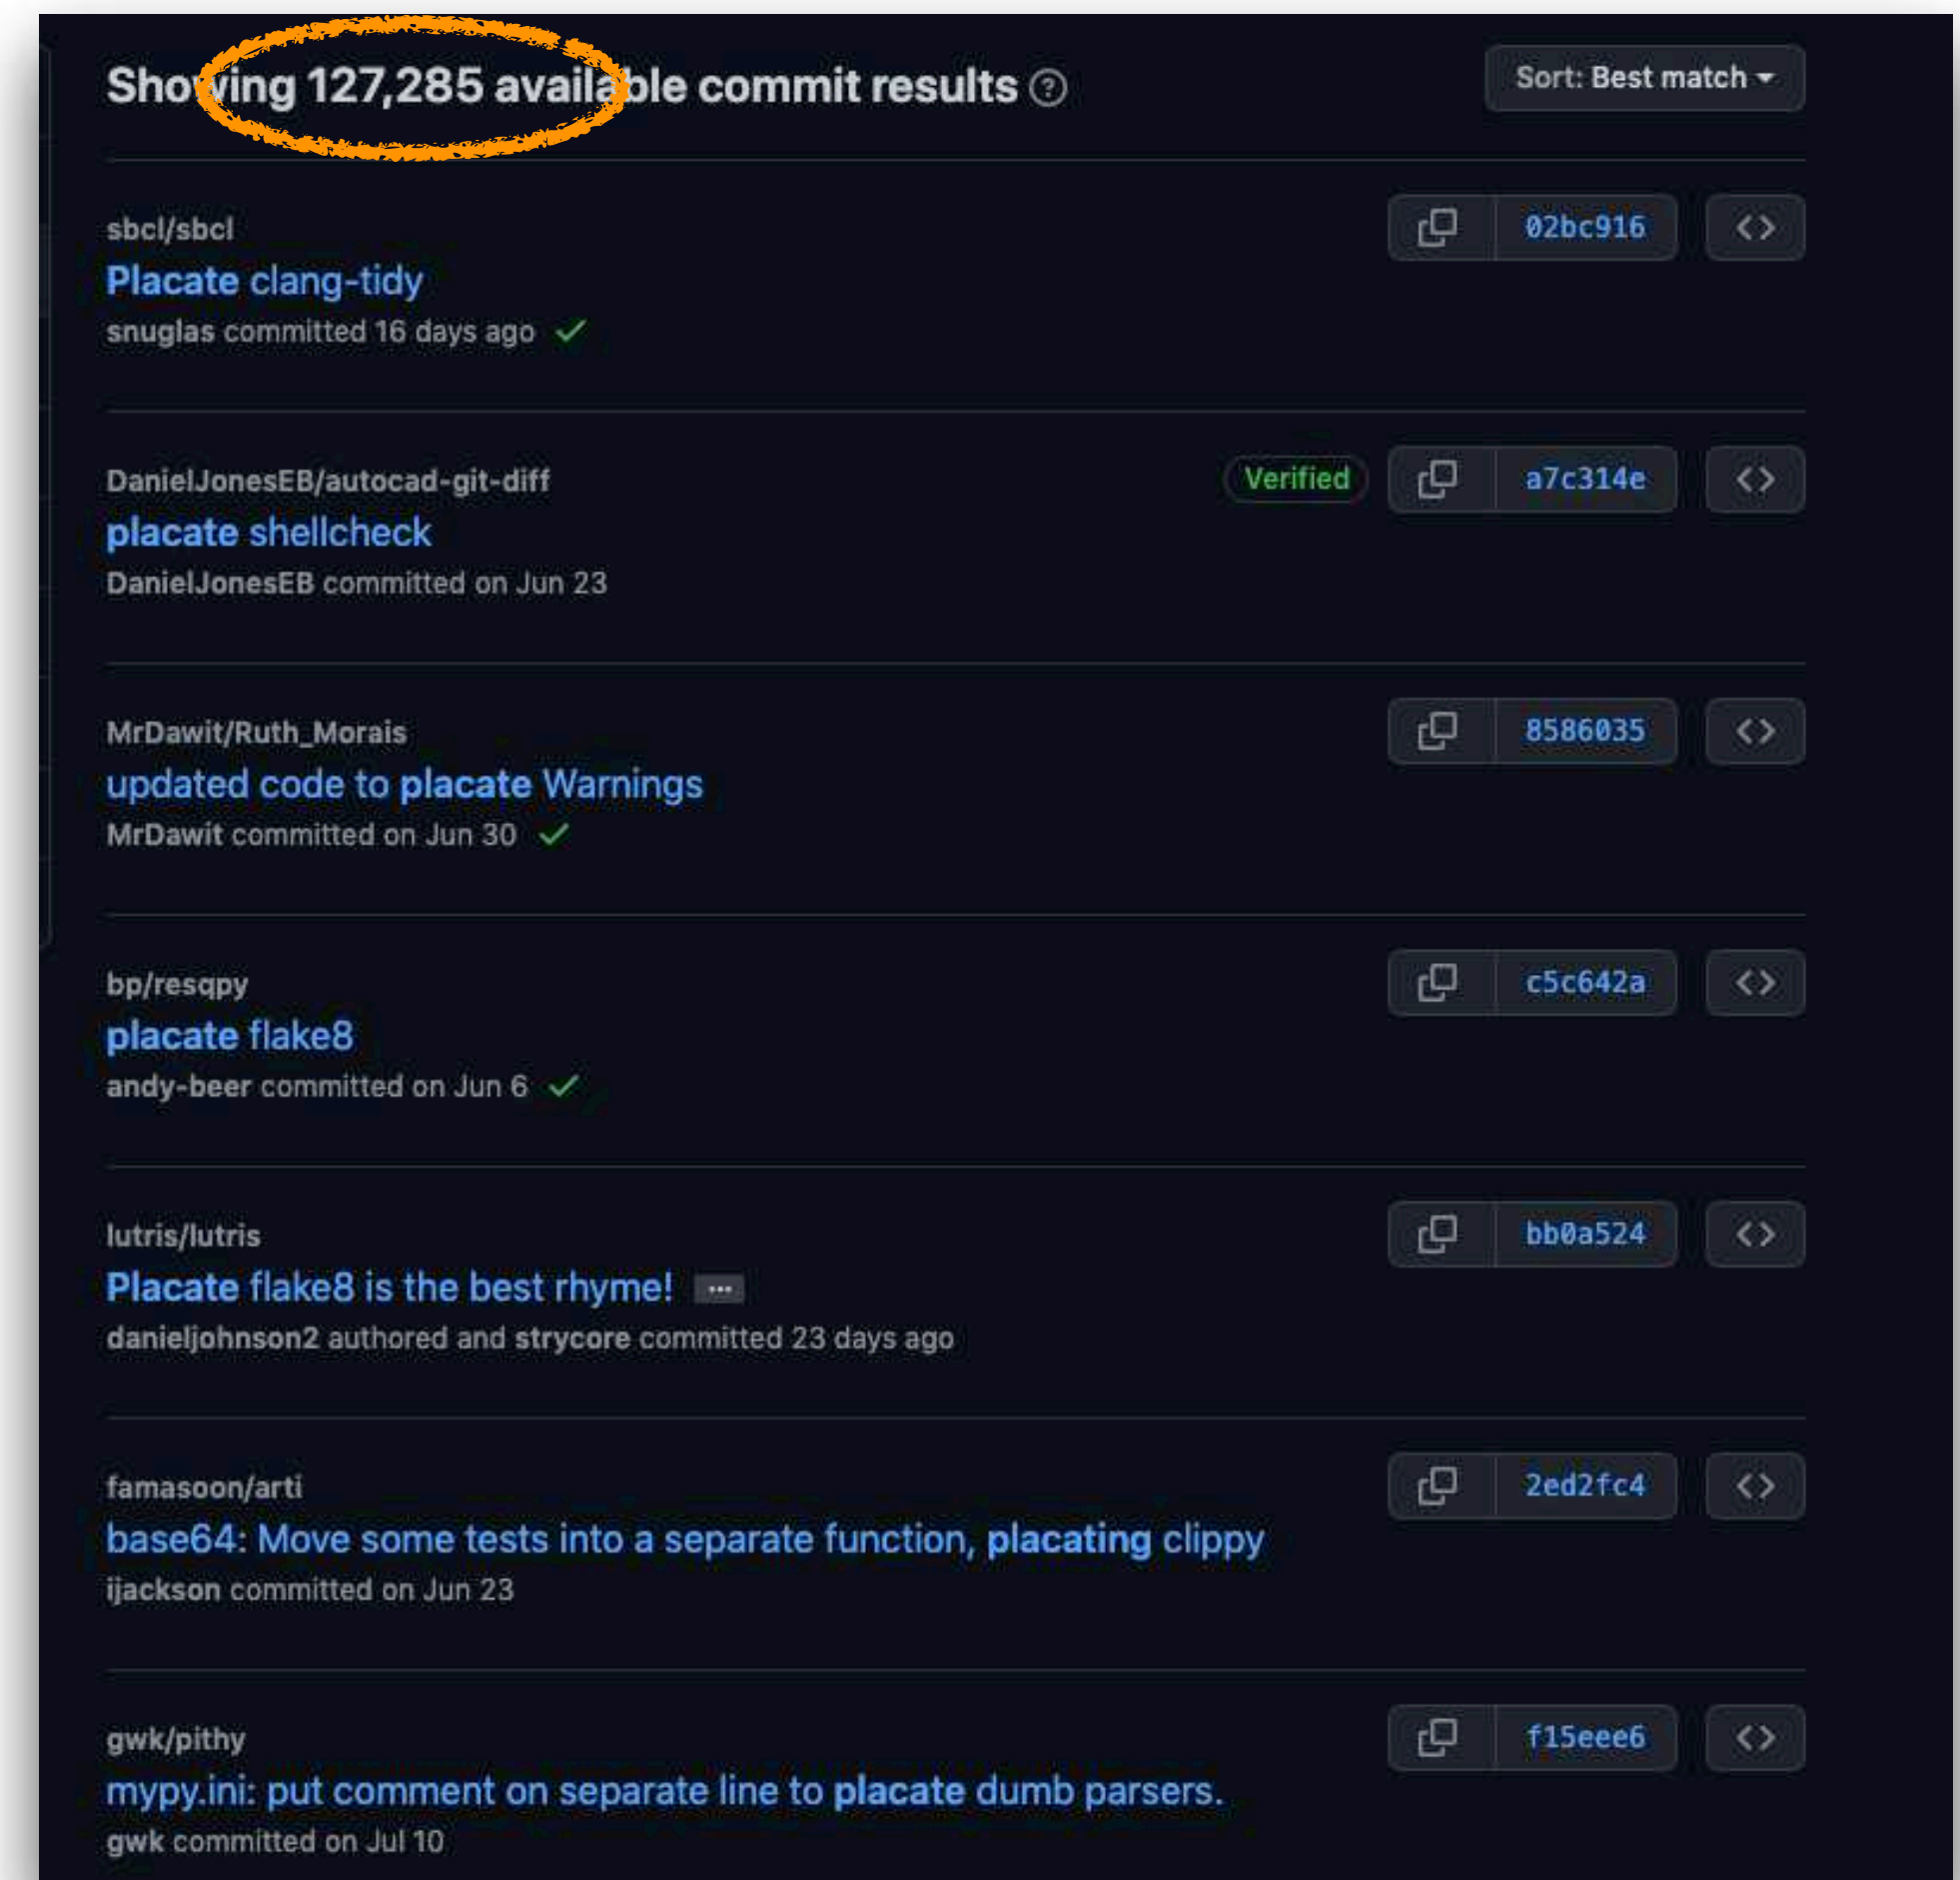 Showing 127,285 available commit results
Sort: Best match
sbcl/sbcl
02bc916
Placate clang-tidy
snuglas committed 16 days ago
DanielJonesEB/autocad-git-diff
Verified
a7c314e
placate shellcheck
DanielJonesEB committed on Jun 23
MrDawit/Ruth_Morais
8586035
updated code to placate Warnings
MrDawit committed on Jun 30
bp/resqpy
c5c642a
placate flake8
andy-beer committed on Jun 6
lutris/lutris
bb0a524
Placate flake8 is the best rhyme! ...
danieljohnson2 authored and strycore committed 23 days ago
famasoon/arti
2ed2fc4
base64: Move some tests into a separate function, placating clippy
ijackson committed on Jun 23
gwk/pithy
f15eee6
mypy.ini: put comment on separate line to placate dumb parsers.
gwk committed on Jul 10